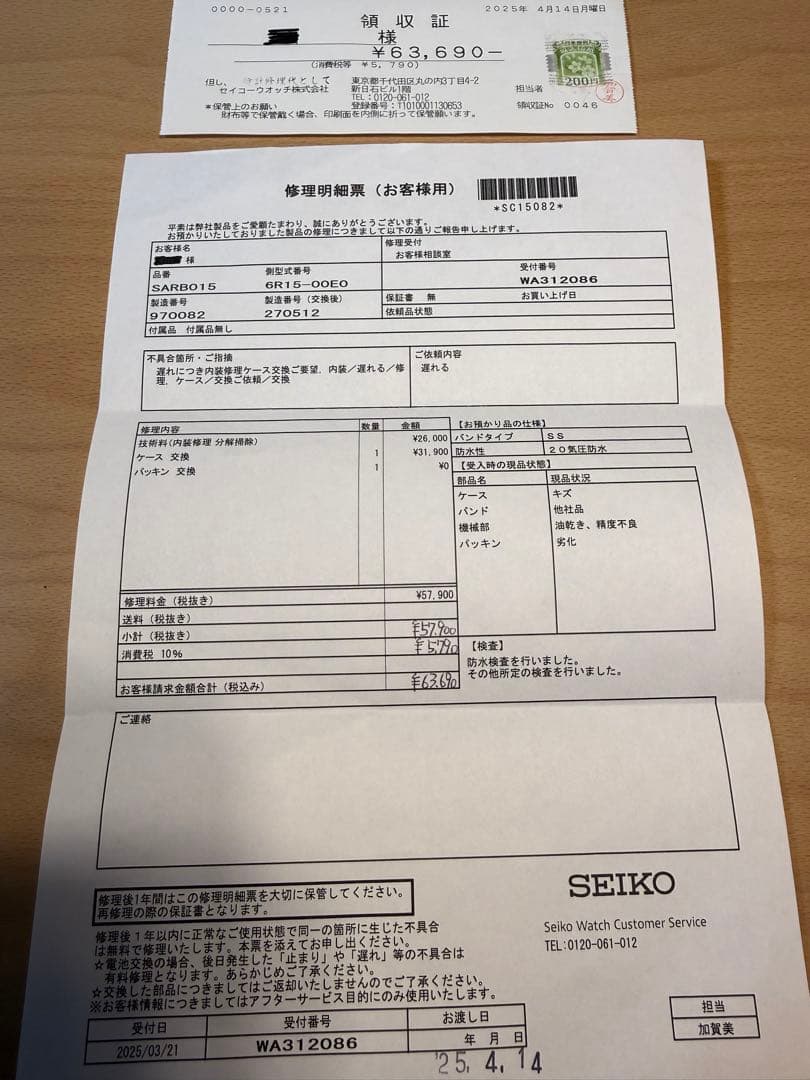 0000-0521
2025年 4月14日月曜日
領収証
様
¥63,690-
(消費税等 ¥5,790)
200円
但し、時計修理代として
セイコーウオッチ株式会社
東京都千代田区丸の内3丁目4-2
新日石ビル1階
TEL:0120-061-012
登録番号:T1010001130653
担当者
領収証No 0046
*保管上のお願い
財布等で保管戴く場合、印刷面を内側に折って保管願います。
修理明細票(お客様用)
*SC15082*
平素は弊社製品をご愛顧たまわり、誠にありがとうございます。
お預かりいたしておりました製品の修理につきまして以下の通りご報告申し上げます。
お客様名
様
修理受付
お客様相談室
品番
SARB015
側型式番号
6R15-00E0
受付番号
WA312086
製造番号
970082
製造番号(交換後)
270512
保証書 無
お買い上げ日
依頼品状態
付属品 付属品無し
不具合箇所・ご指摘
遅れにつき内装修理ケース交換ご要望、内装/遅れる/修
理、ケース/交換ご依頼/交換
ご依頼内容
遅れる
修理内容 数量 金額
技術料(内装修理 分解掃除) ¥26,000
ケース 交換 1 ¥31,900
パッキン 交換 1 ¥0
修理料金(税抜き) ¥57,900
送料(税抜き)
小計(税抜き) ¥57,900
消費税 10% ¥5,790
お客様請求金額合計(税込み) ¥63,690
【お預かり品の仕様】
バンドタイプ SS
防水性 20気圧防水
【受入時の現品状態】
部品名 現品状況
ケース キズ
バンド 他社品
機械部 油乾き、精度不良
パッキン 劣化
【検査】
防水検査を行いました。
その他所定の検査を行いました。
ご連絡
修理後1年間はこの修理明細票を大切に保管してください。
再修理の際の保証書となります。
修理後1年以内に正常なご使用状態で同一の箇所に生じた不具合
は無料で修理いたします。本票を添えてお申し出ください。
☆電池交換の場合、後日発生した「止まり」や「遅れ」等の不具合は
有料修理となります。あらかじめご了承ください。
☆交換した部品につきましてはご返却いたしませんのでご了承ください。
※お客様情報につきましてはアフターサービス目的にのみ使用いたします。
SEIKO
Seiko Watch Customer Service
TEL:0120-061-012
受付日 受付番号 お渡し日
2025/03/21 WA312086 年 月 日
'25. 4. 14
担当
加賀美